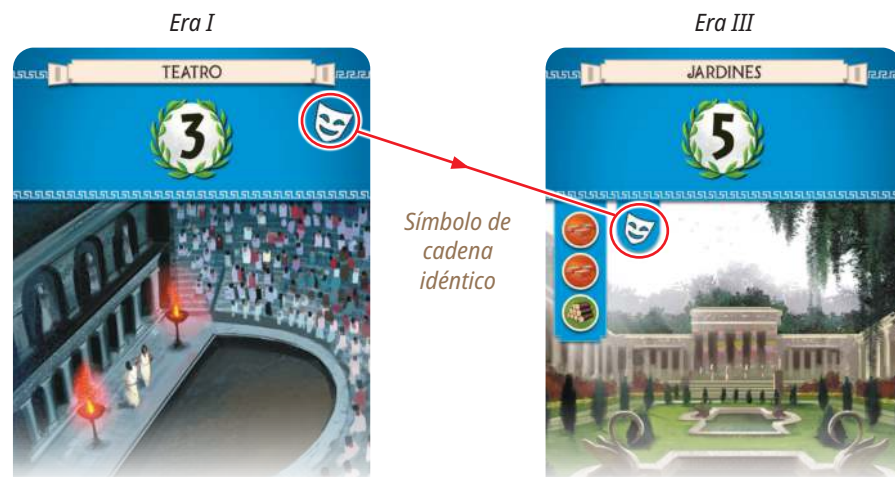 Era I
Era III
TEATRO
JARDINES
3
5
Símbolo de
cadena
idéntico